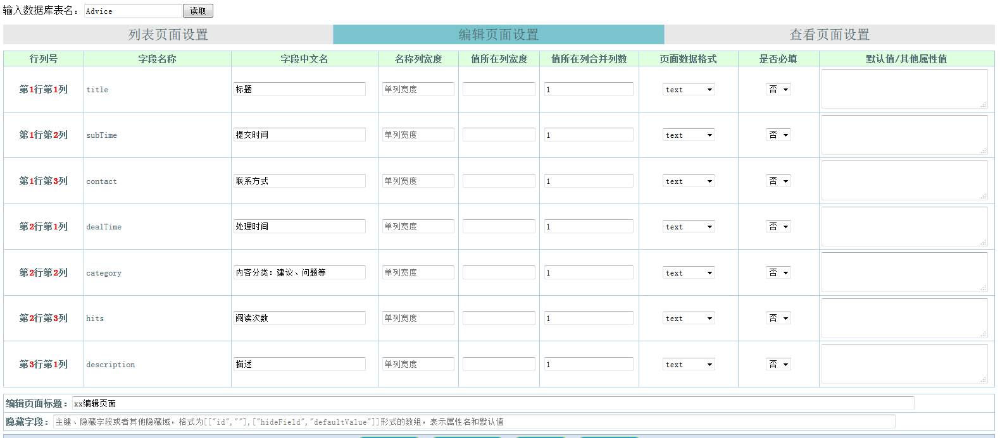 输入数据库表名： Advice 读取
列表页面设置 编辑页面设置 查看页面设置
行列号 字段名称 字段中文名 名称列宽度 值所在列宽度 值所在列合并列数 页面数据格式 是否必填 默认值/其他属性值
第1行第1列 title 标题 单列宽度 1 text 否
第1行第2列 subTime 提交时间 单列宽度 1 text 否
第1行第3列 contact 联系方式 单列宽度 1 text 否
第2行第1列 dealTime 处理时间 单列宽度 1 text 否
第2行第2列 category 内容分类：建议、问题等 单列宽度 1 text 否
第2行第3列 hits 阅读次数 单列宽度 1 text 否
第3行第1列 description 描述 单列宽度 1 text 否
编辑页面标题： xx编辑页面
隐藏字段： 主键、隐藏字段或者其他隐藏域，格式为[["id",""],["hideField","defaultValue"]]形式的数组，表示属性名和默认值